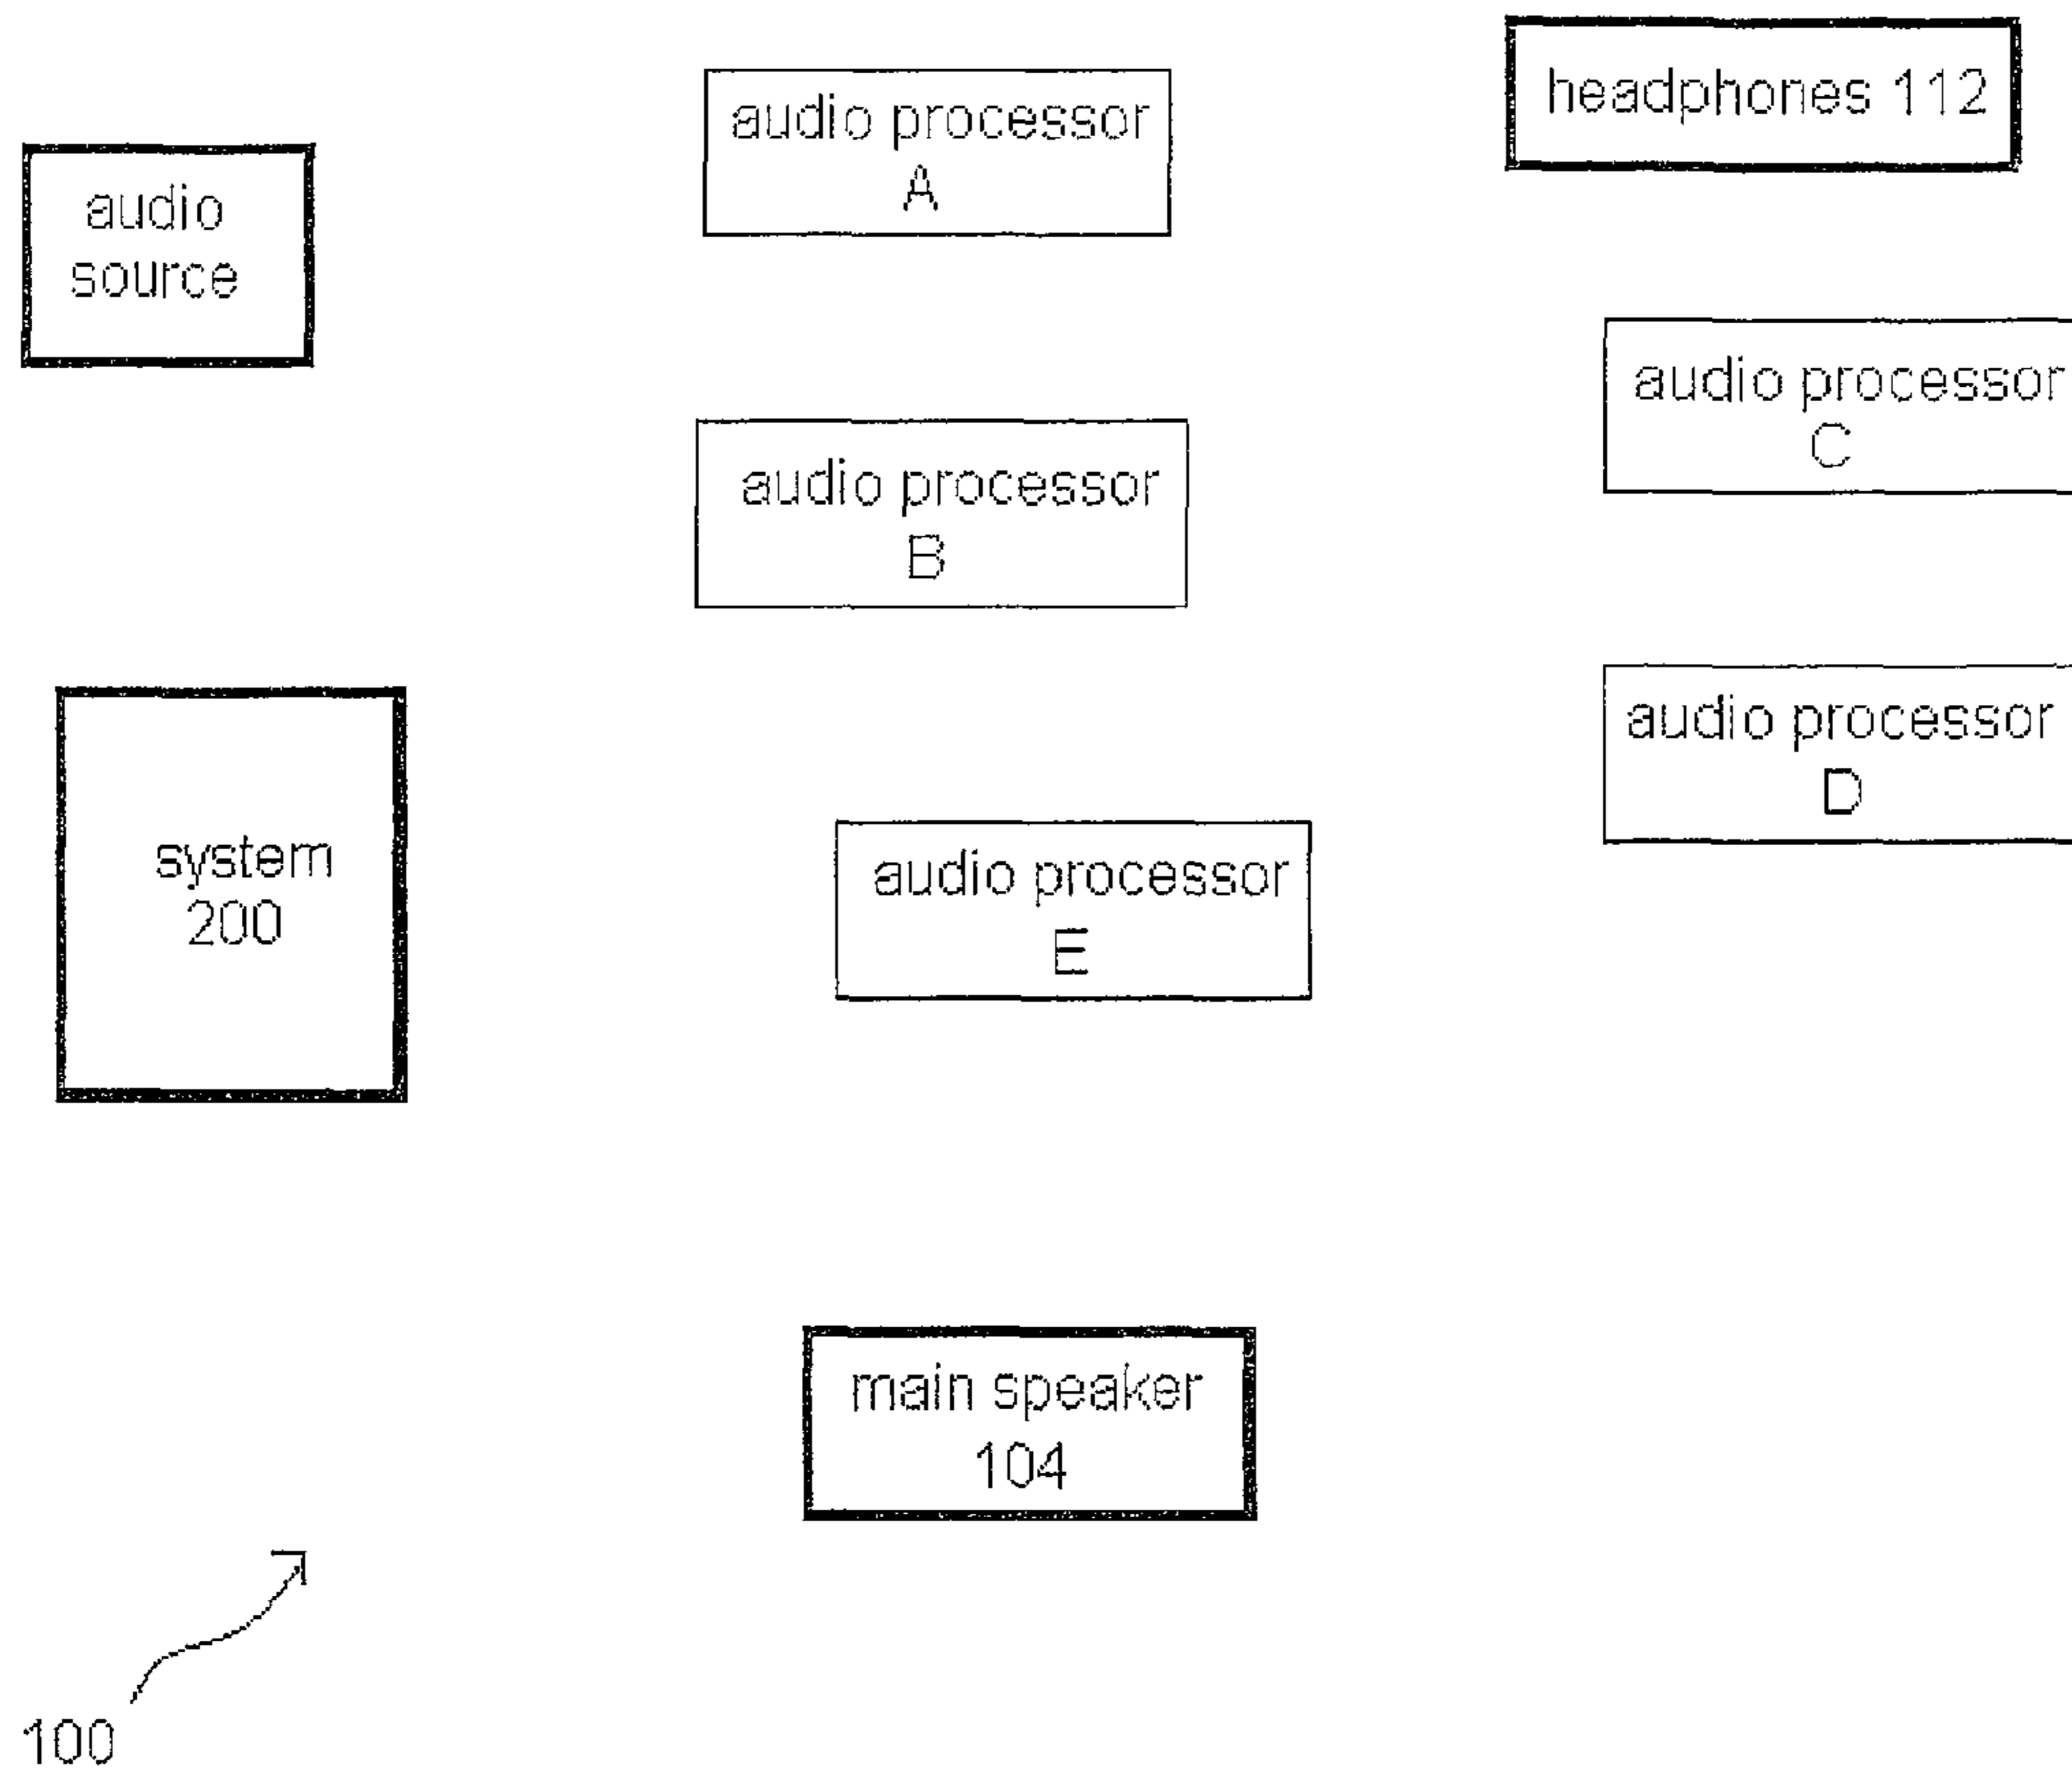 headphones 112
audio processor
A
audio
source
audio processor
C
audio processor
B
audio processor
D
system
200
audio processor
E
main speaker
104
100